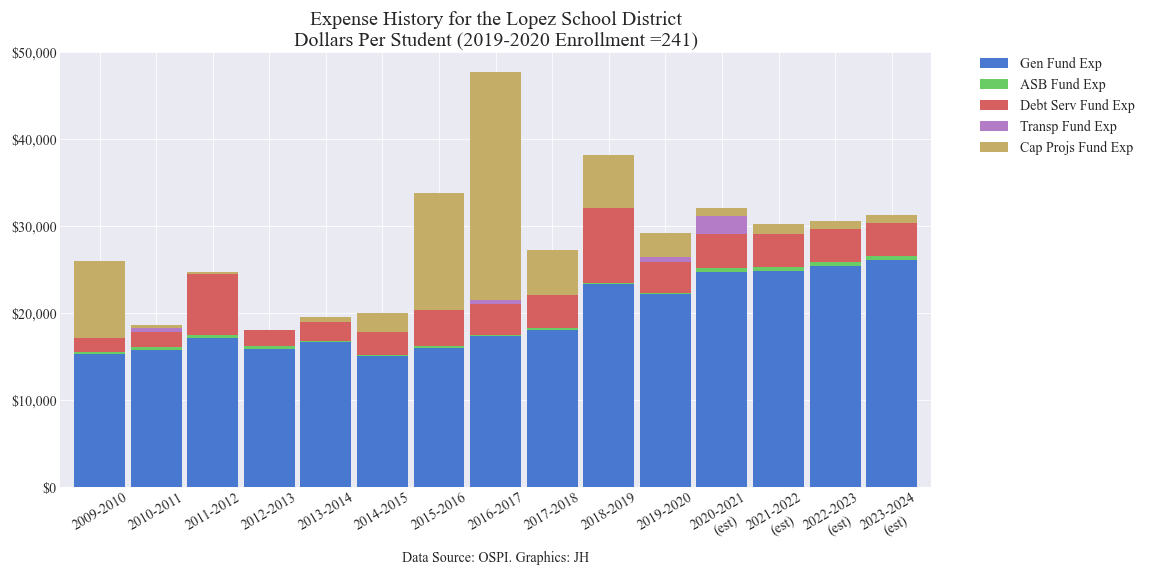 Expense History for the Lopez School District
Dollars Per Student (2019-2020 Enrollment =241)
$50,000
$40,000
$30,000
$20,000
$10,000
$0
2009-2010
2010-2011
2011-2012
2012-2013
2013-2014
2014-2015
2015-2016
2016-2017
2017-2018
2018-2019
2019-2020
2020-2021
(est)
2021-2022
(est)
2022-2023
(est)
2023-2024
(est)
Gen Fund Exp
ASB Fund Exp
Debt Serv Fund Exp
Transp Fund Exp
Cap Projs Fund Exp
Data Source: OSPI. Graphics: JH